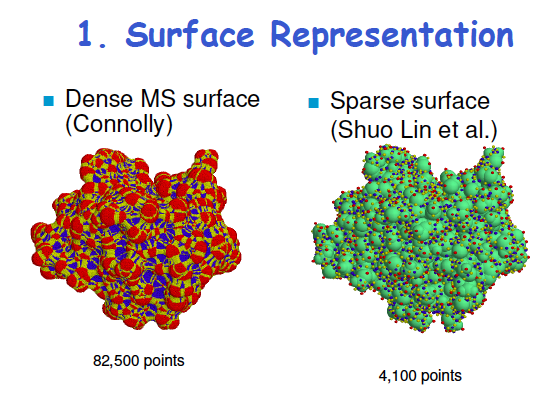 1. Surface Representation
Dense MS surface
(Connolly)
82,500 points
Sparse surface
(Shuo Lin et al.)
4,100 points